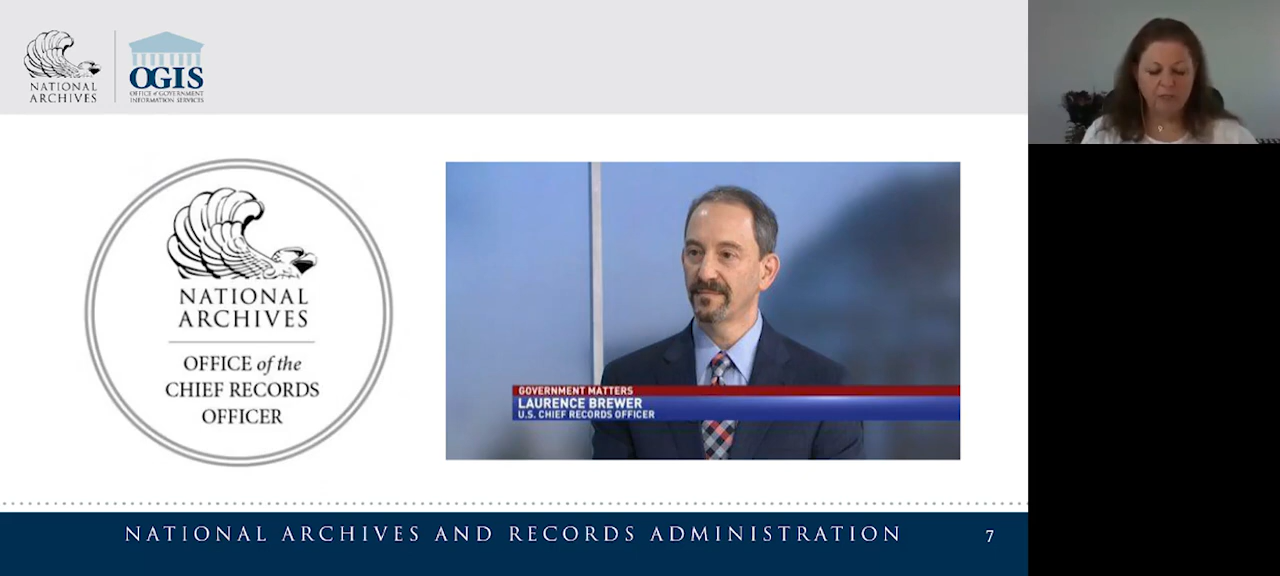 NATIONAL
ARCHIVES
OGIS
OFFICE of GOVERNMENT
INFORMATION SERVICES
NATIONAL
ARCHIVES
OFFICE of the
CHIEF RECORDS
OFFICER
GOVERNMENT MATTERS
LAURENCE BREWER
U.S. CHIEF RECORDS OFFICER
NATIONAL ARCHIVES AND RECORDS ADMINISTRATION
7